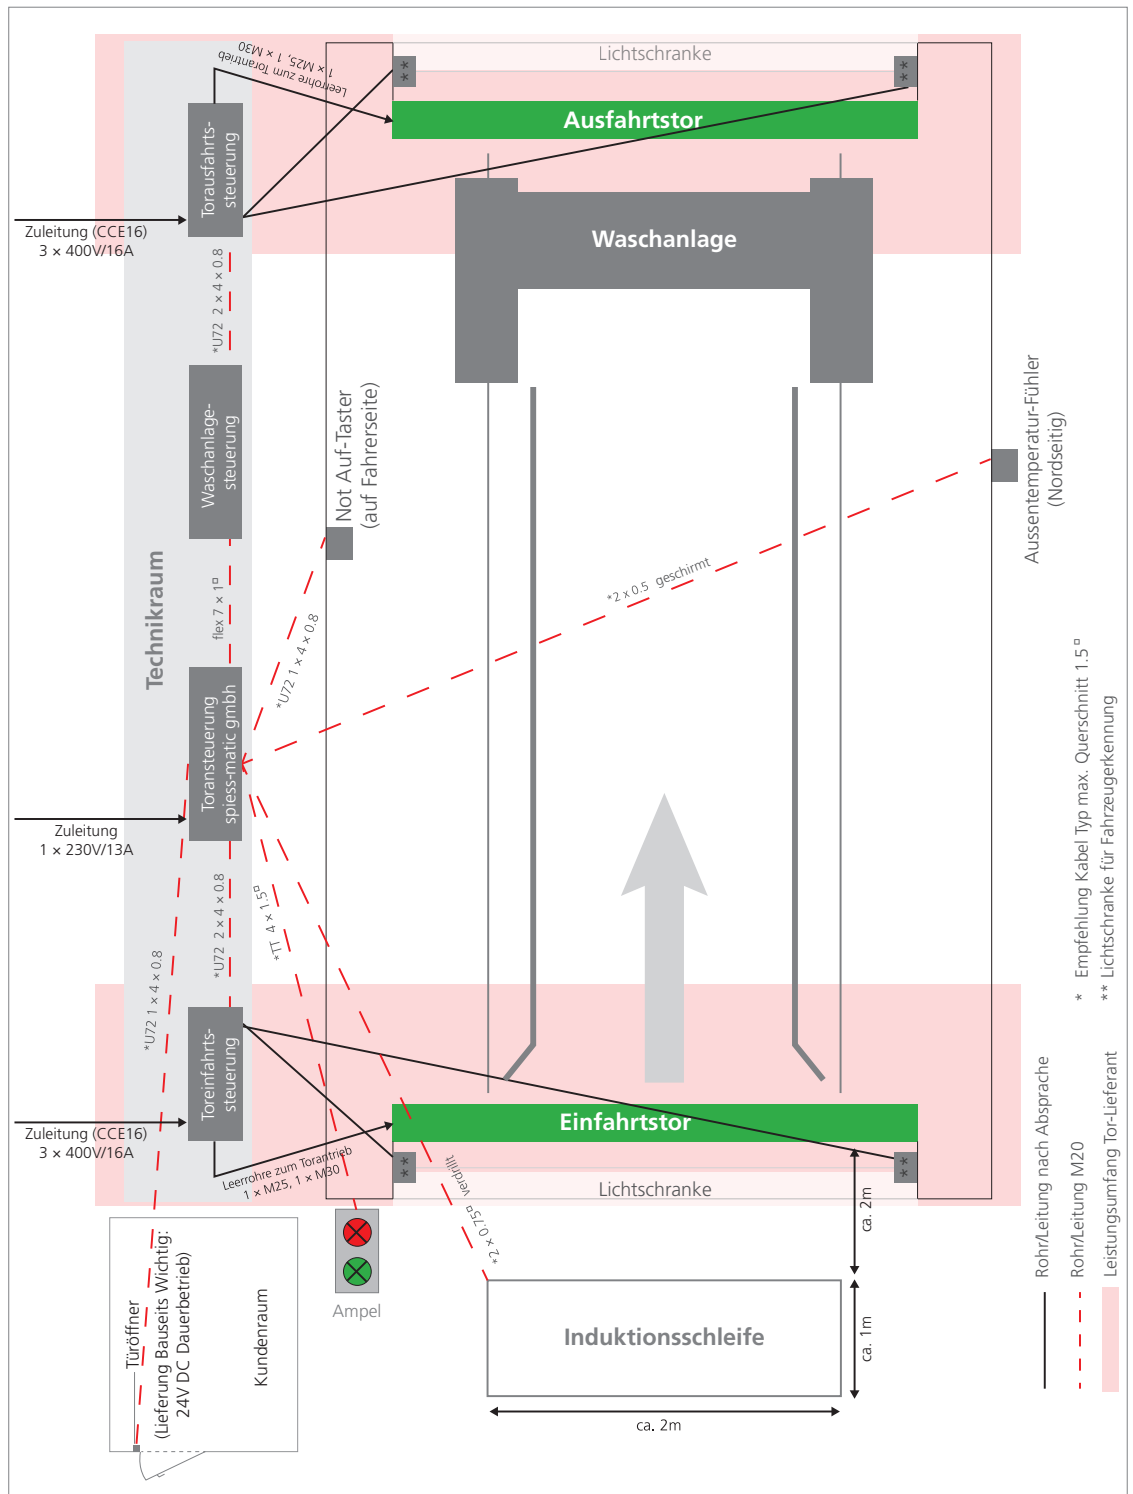 Lichtschranke
**
**
Leerrohre zum Torantrieb
1 × M25, 1 × M30
Ausfahrtstor
Torausfahrts-
steuerung
Zuleitung (CCE16)
3 × 400V/16A
Waschanlage
*U72  2 × 4 × 0.8
Waschanlage-
steuerung
Not Auf-Taster
(auf Fahrerseite)
Aussentemperatur-Fühler
(Nordseitig)
Technikraum
flex 7 × 1¤
*2 x 0.5  geschirmt
*U72 1 × 4 × 0.8
Toransteuerung
spiess-matic gmbh
Zuleitung
1 × 230V/13A
*U72  2 × 4 × 0.8
*TT  4 × 1.5¤
*U72 1 × 4 × 0.8
Toreinfahrts-
steuerung
Zuleitung (CCE16)
3 × 400V/16A
Einfahrtstor
Leerrohre zum Torantrieb
1 × M25, 1 × M30
**
**
Lichtschranke
*2 × 0.75¤  verdrillt
ca. 2m
Ampel
Induktionsschleife
ca. 1m
ca. 2m
Türöffner
(Lieferung Bauseits Wichtig:
24V DC Dauerbetrieb)
Kundenraum
Rohr/Leitung nach Absprache
Rohr/Leitung M20
Leistungsumfang Tor-Lieferant
* Empfehlung Kabel Typ max. Querschnitt 1.5¤
** Lichtschranke für Fahrzeugerkennung